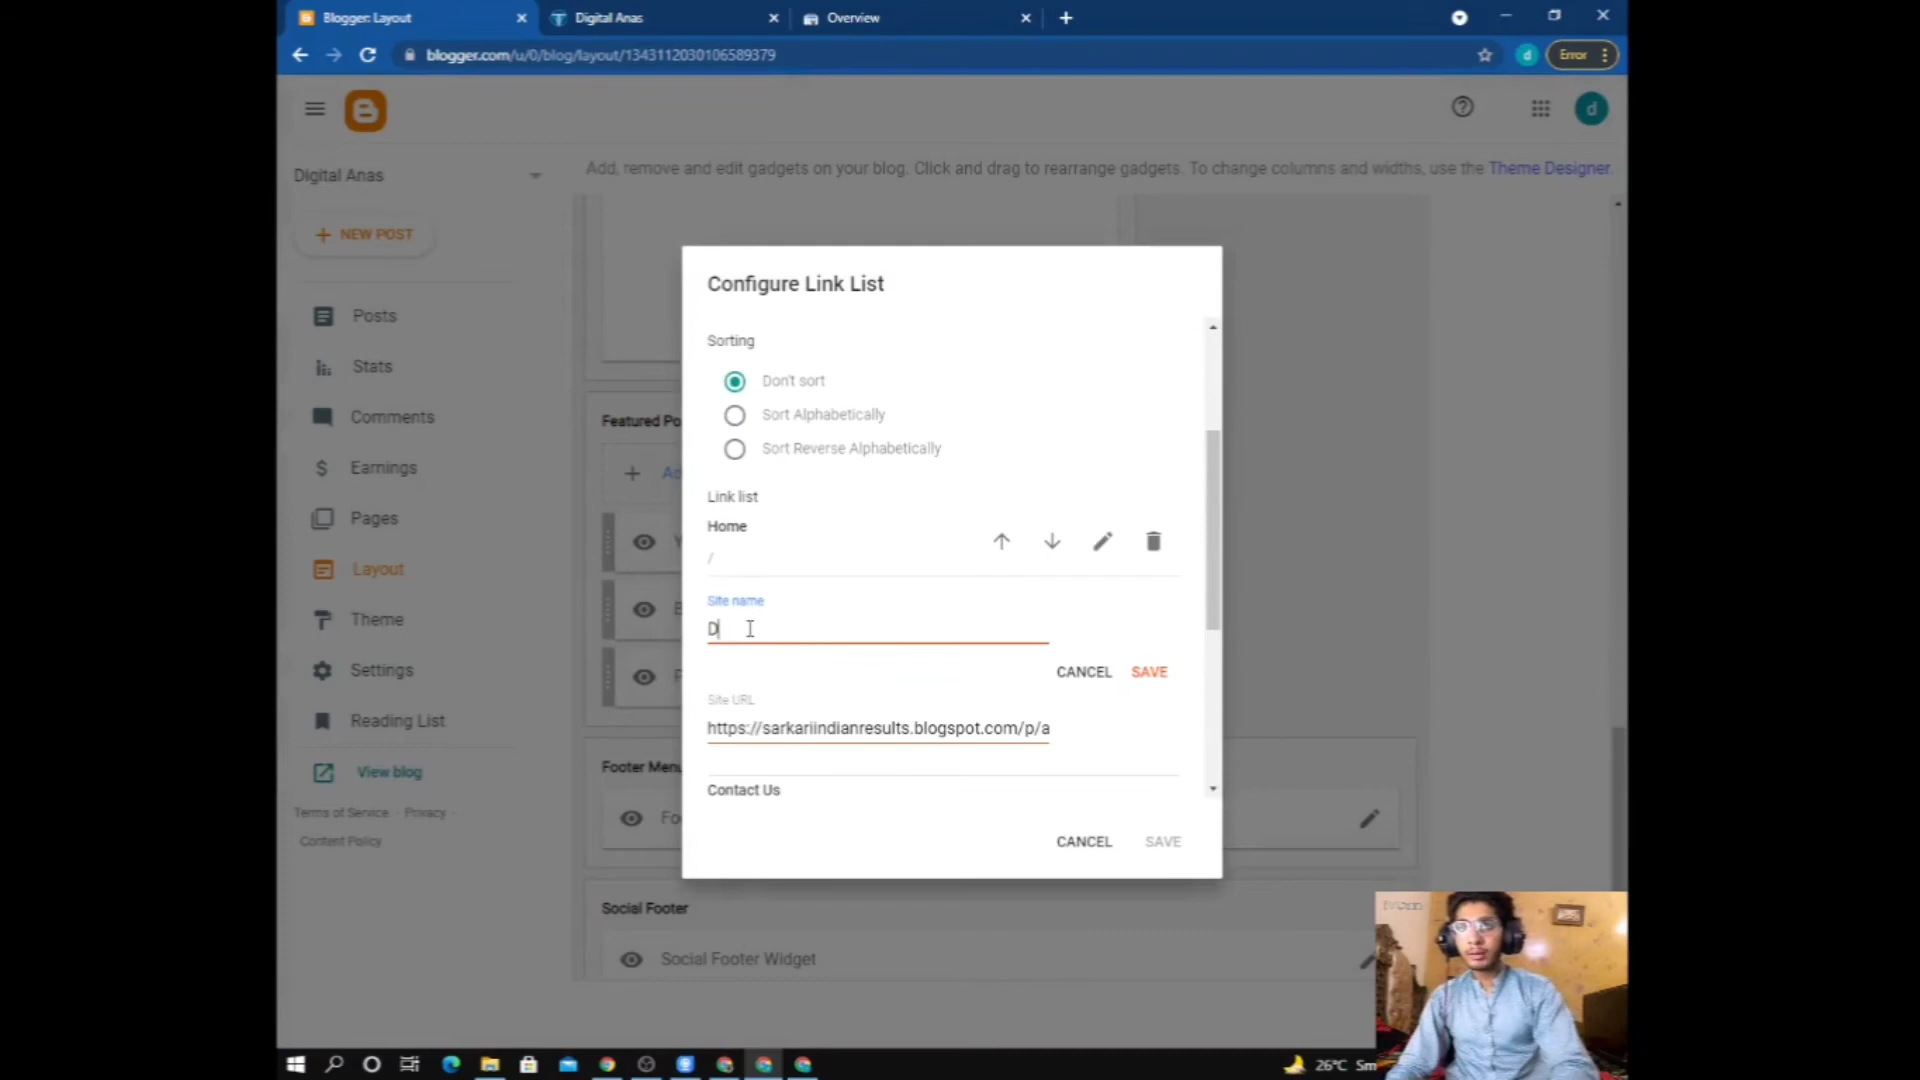 Blogger: Layout
Digital Anas
Overview
blogger.com/u/0/blog/layout/1343112030106589379
d
Error
d
Digital Anas
Add, remove and edit gadgets on your blog. Click and drag to rearrange gadgets. To change columns and widths, use the Theme Designer.
NEW POST
Configure Link List
Posts
Sorting
Stats
Don't sort
Comments
Featured Po
Sort Alphabetically
Sort Reverse Alphabetically
Earnings
Link list
Pages
Home
/
Layout
Site name
Theme
D
Settings
CANCEL SAVE
Site URL
Reading List
https://sarkariindianresults.blogspot.com/p/a
View blog
Footer Menu
Contact Us
Terms of Service · Privacy
Fo
Content Policy
CANCEL SAVE
Social Footer
Social Footer Widget
26°C Sm